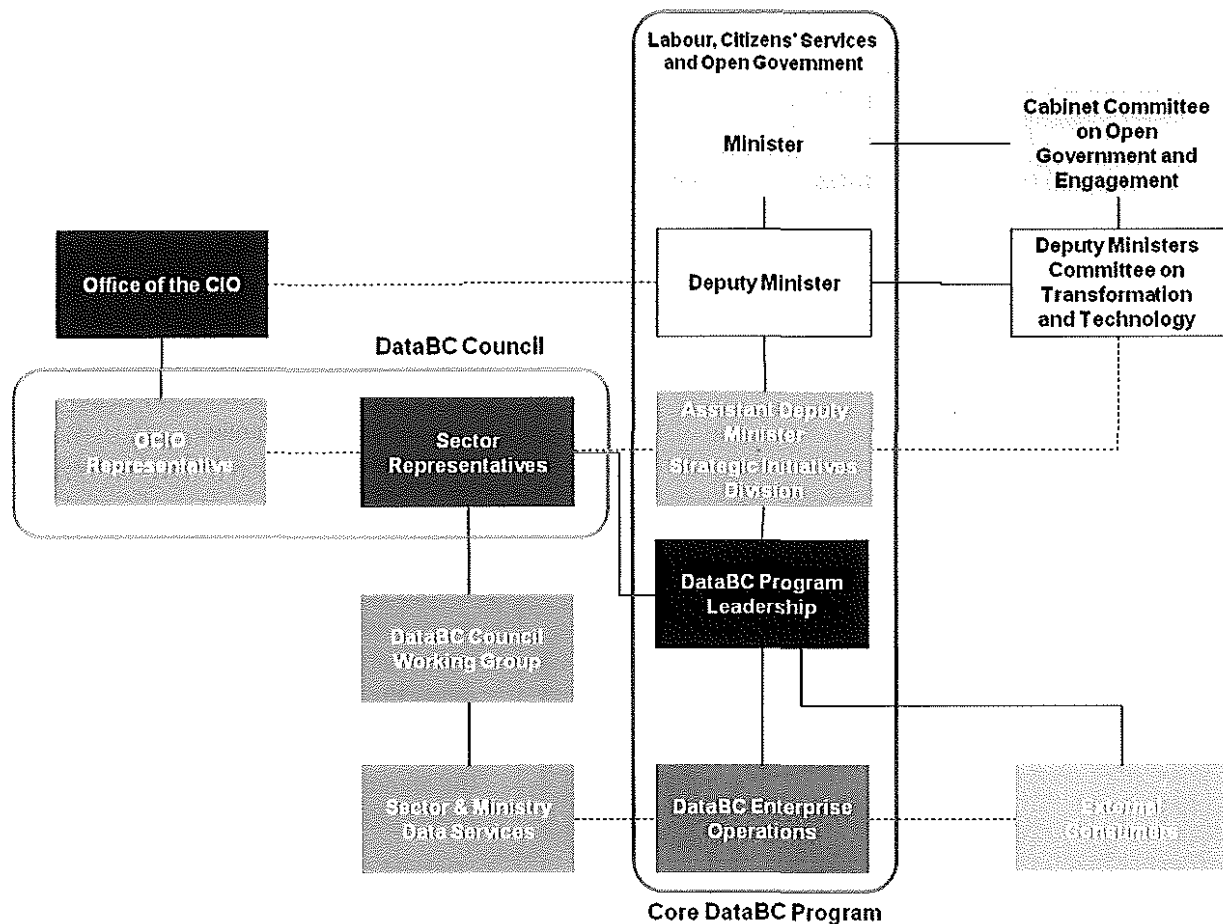 Labour, Citizens' Services
and Open Government
Minister
Cabinet Committee
on Open
Government and
Engagement
Office of the CIO
Deputy Minister
Deputy Ministers
Committee on
Transformation
and Technology
DataBC Council
OCIO
Representative
Sector
Representatives
Assistant Deputy
Minister
Strategic Initiatives
Division
DataBC Program
Leadership
DataBC Council
Working Group
Sector & Ministry
Data Services
DataBC Enterprise
Operations
External
Consumers
Core DataBC Program